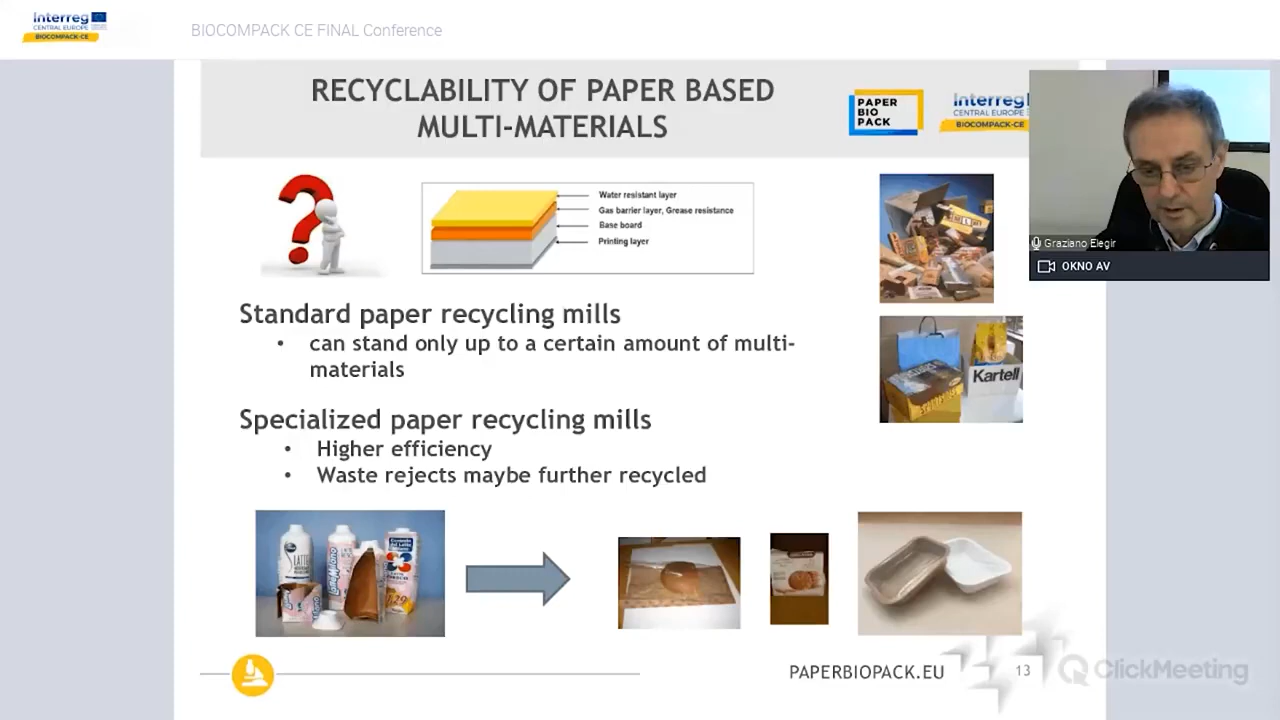 Interreg
CENTRAL EUROPE
BIOCOMPACK-CE
BIOCOMPACK CE FINAL Conference
RECYCLABILITY OF PAPER BASED
MULTI-MATERIALS
PAPER
BIO
PACK
Interreg
CENTRAL EUROPE
BIOCOMPACK-CE
Graziano Elegir
OKNO AV
Water resistant layer
Gas barrier layer, Grease resistance
Base board
Printing layer
Kartell
Standard paper recycling mills
• can stand only up to a certain amount of multi-
materials
Specialized paper recycling mills
• Higher efficiency
• Waste rejects maybe further recycled
PAPERBIOPACK.EU
13
ClickMeeting